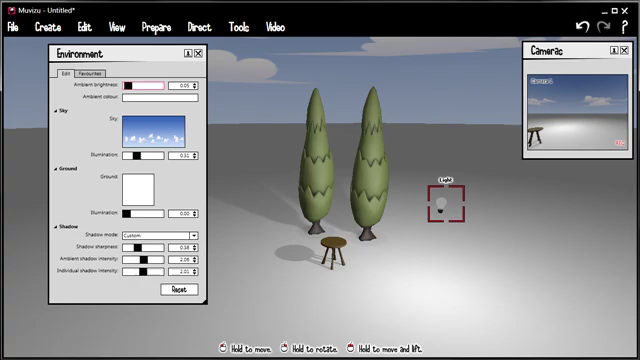 Muvizu - Untitled*
File Create Edit View Prepare Direct Tools Video
Environment
Edit Favourites
Ambient brightness: 0.05
Ambient colour:
Sky
Sky:
Illumination: 0.31
Ground
Ground:
Illumination: 0.00
Shadow
Shadow mode: Custom
Shadow sharpness: 0.18
Ambient shadow intensity: 2.06
Individual shadow intensity: 2.01
Reset
Light
Cameras
Camera 1
REC
Hold to move. Hold to rotate. Hold to move and lift.